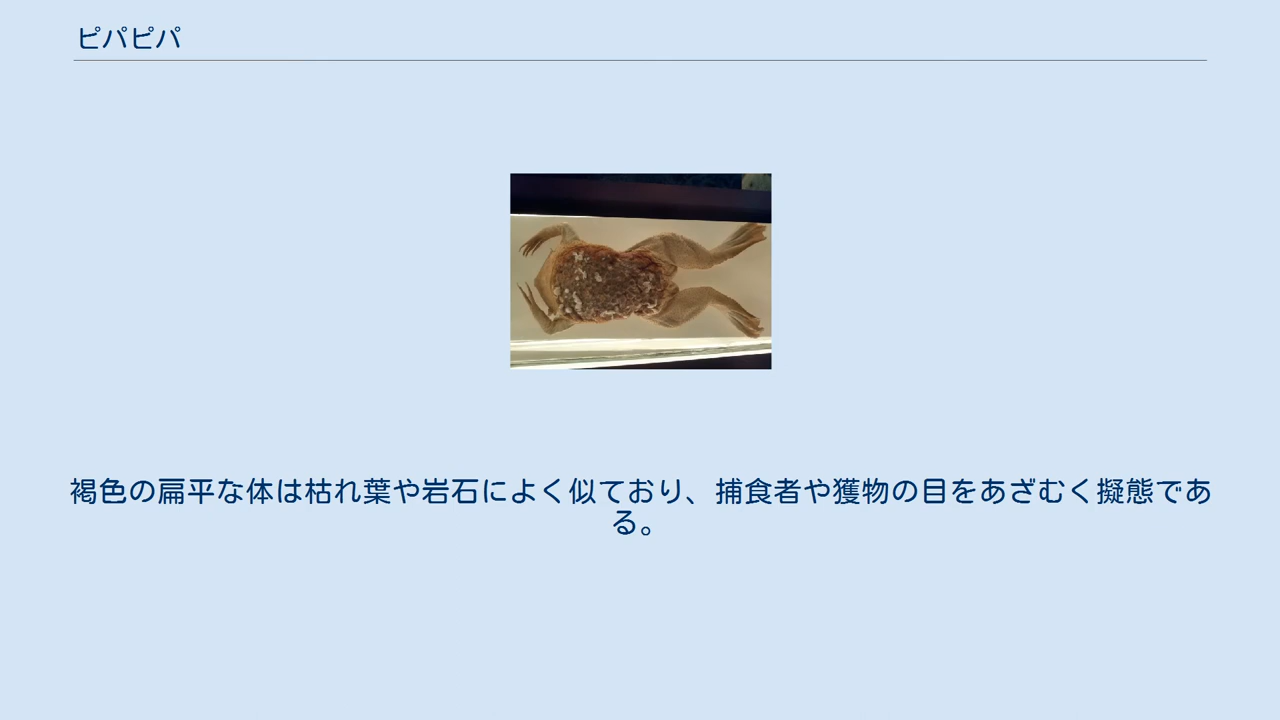 ピパピパ
褐色の扁平な体は枯れ葉や岩石によく似ており、捕食者や獲物の目をあざむく擬態であ
る。